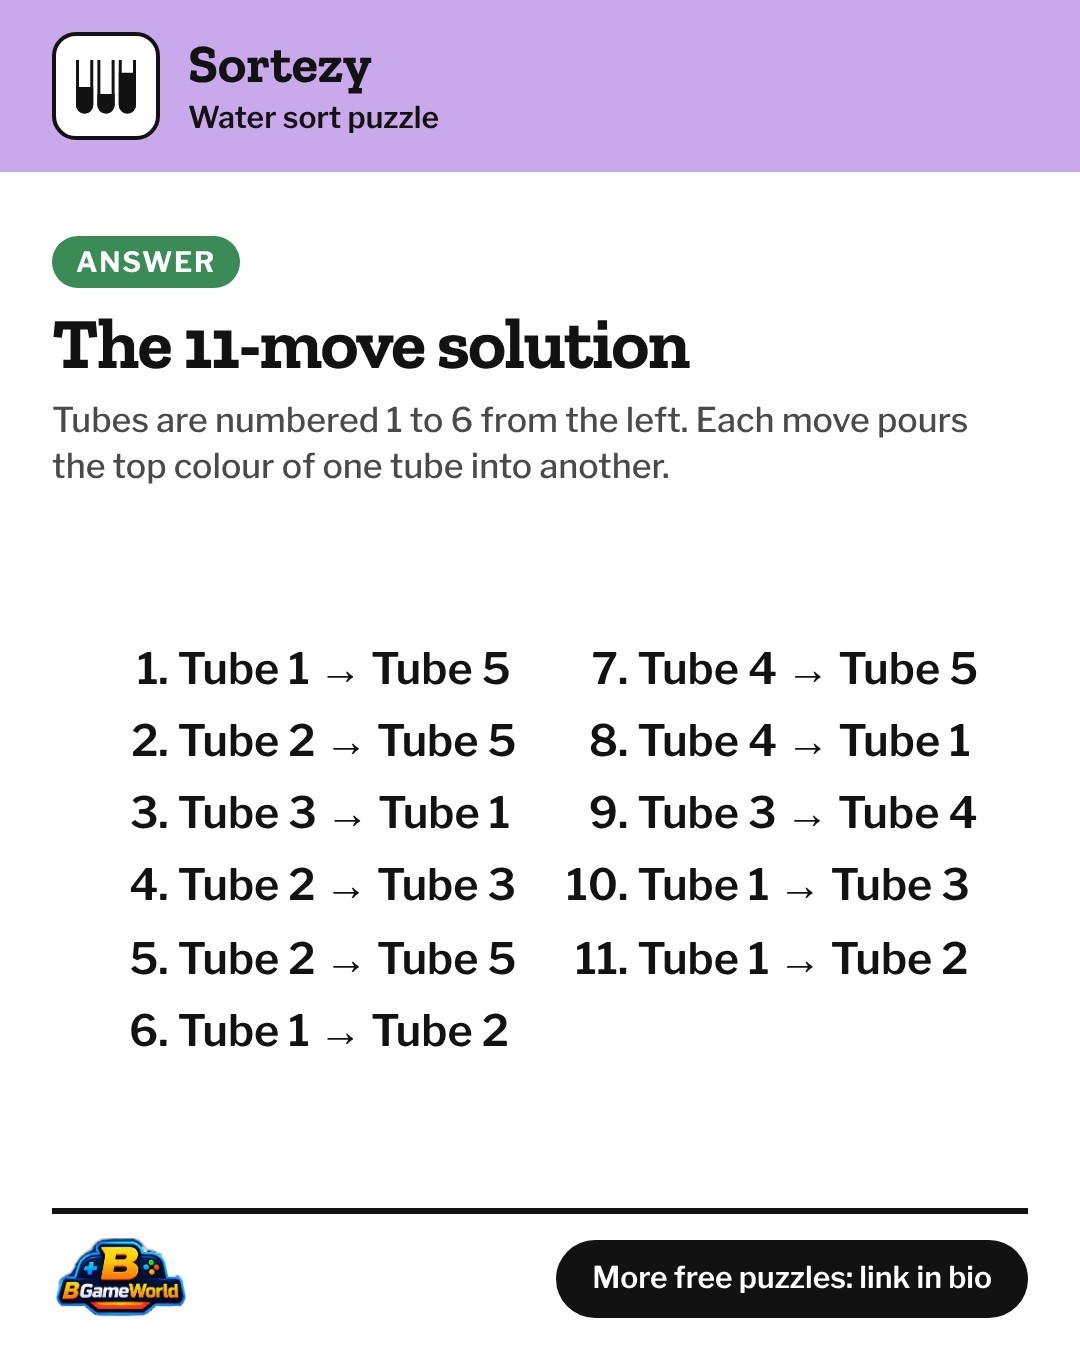 Sortezy
Water sort puzzle
ANSWER
The 11-move solution
Tubes are numbered 1 to 6 from the left. Each move pours
the top colour of one tube into another.
1. Tube 1 → Tube 5
2. Tube 2 → Tube 5
3. Tube 3 → Tube 1
4. Tube 2 → Tube 3
5. Tube 2 → Tube 5
6. Tube 1 → Tube 2
7. Tube 4 → Tube 5
8. Tube 4 → Tube 1
9. Tube 3 → Tube 4
10. Tube 1 → Tube 3
11. Tube 1 → Tube 2
B
BGameWorld
More free puzzles: link in bio